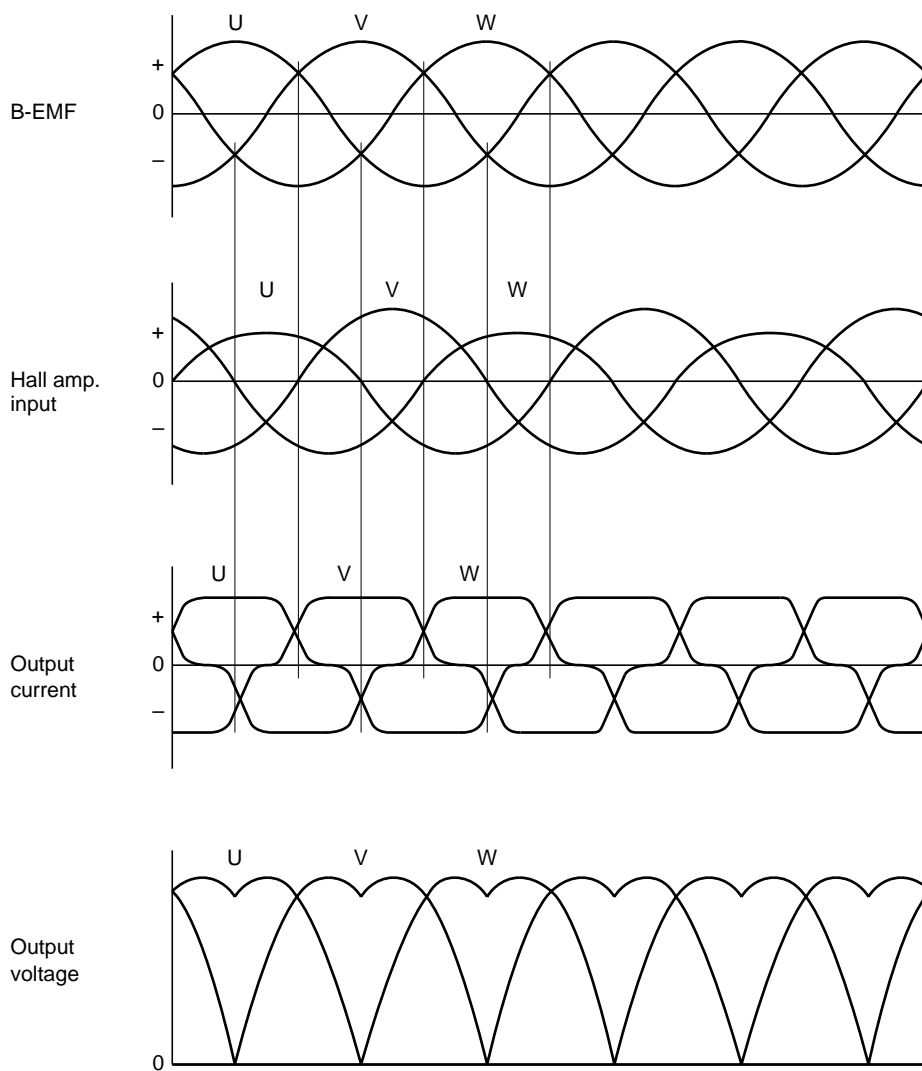 U V W
+
B-EMF 0
–
U V W
+
Hall amp. 0
input
–
U V W
+
Output 0
current
–
U V W
Output
voltage
0